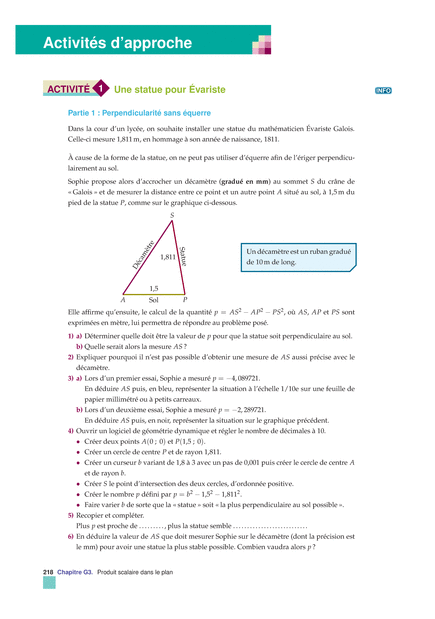 Activités d'approche
ACTIVITÉ 1 Une statue pour Évariste
INFO
Partie 1 : Perpendicularité sans équerre
Dans la cour d'un lycée, on souhaite installer une statue du mathématicien Évariste Galois.
Celle-ci mesure 1,811 m, en hommage à son année de naissance, 1811.
À cause de la forme de la statue, on ne peut pas utiliser d'équerre afin de l'ériger perpendicu-
lairement au sol.
Sophie propose alors d'accrocher un décamètre (gradué en mm) au sommet S du crâne de
« Galois » et de mesurer la distance entre ce point et un autre point A situé au sol, à 1,5 m du
pied de la statue P, comme sur le graphique ci-dessous.
S
Décamètre
1,811
Statue
1,5
A Sol P
Un décamètre est un ruban gradué
de 10 m de long.
Elle affirme qu'ensuite, le calcul de la quantité p = AS² − AP² − PS², où AS, AP et PS sont
exprimées en mètre, lui permettra de répondre au problème posé.
1) a) Déterminer quelle doit être la valeur de p pour que la statue soit perpendiculaire au sol.
b) Quelle serait alors la mesure AS ?
2) Expliquer pourquoi il n'est pas possible d'obtenir une mesure de AS aussi précise avec le
décamètre.
3) a) Lors d'un premier essai, Sophie a mesuré p = −4,089721.
En déduire AS puis, en bleu, représenter la situation à l'échelle 1/10e sur une feuille de
papier millimétré ou à petits carreaux.
b) Lors d'un deuxième essai, Sophie a mesuré p = −2,289721.
En déduire AS puis, en noir, représenter la situation sur le graphique précédent.
4) Ouvrir un logiciel de géométrie dynamique et régler le nombre de décimales à 10.
• Créer deux points A(0 ; 0) et P(1,5 ; 0).
• Créer un cercle de centre P et de rayon 1,811.
• Créer un curseur b variant de 1,8 à 3 avec un pas de 0,001 puis créer le cercle de centre A
et de rayon b.
• Créer S le point d'intersection des deux cercles, d'ordonnée positive.
• Créer le nombre p défini par p = b² − 1,5² − 1,811².
• Faire varier b de sorte que la « statue » soit « la plus perpendiculaire au sol possible ».
5) Recopier et compléter.
Plus p est proche de ........., plus la statue semble ...........................
6) En déduire la valeur de AS que doit mesurer Sophie sur le décamètre (dont la précision est
le mm) pour avoir une statue la plus stable possible. Combien vaudra alors p ?
218 Chapitre G3. Produit scalaire dans le plan